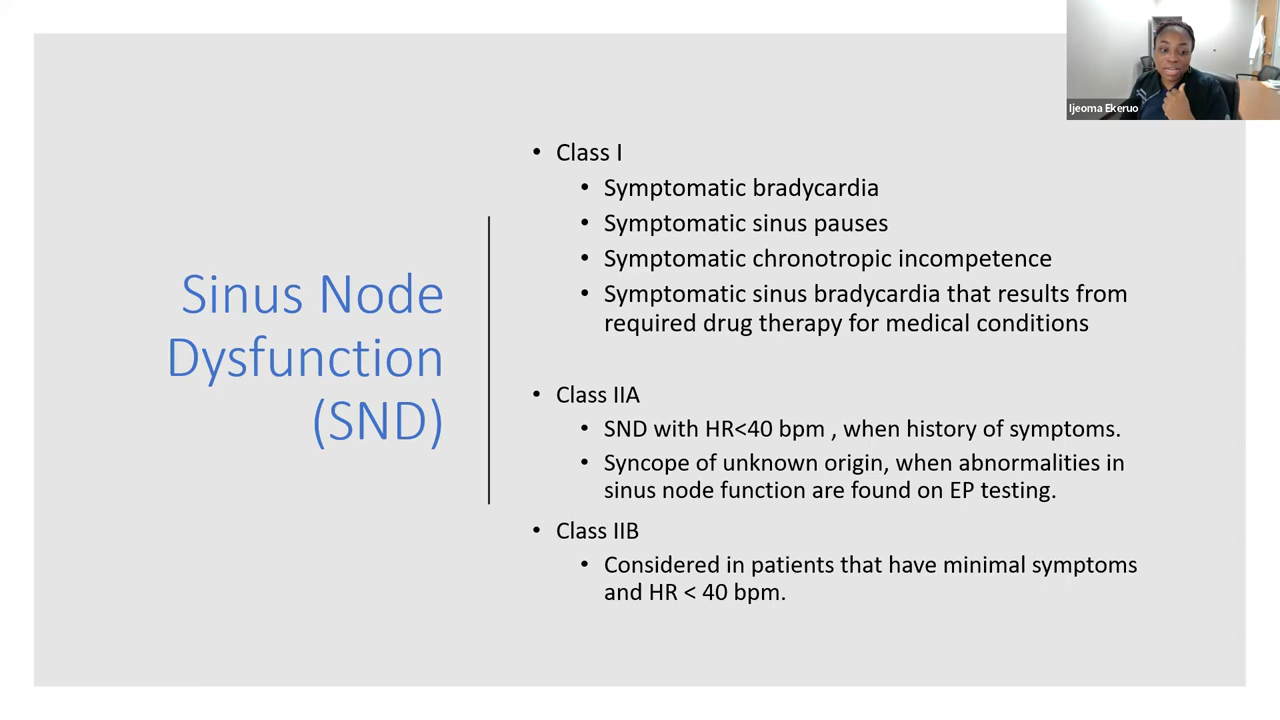 Ijeoma Ekeruo
Sinus Node
Dysfunction
(SND)
• Class I
• Symptomatic bradycardia
• Symptomatic sinus pauses
• Symptomatic chronotropic incompetence
• Symptomatic sinus bradycardia that results from
required drug therapy for medical conditions
• Class IIA
• SND with HR<40 bpm , when history of symptoms.
• Syncope of unknown origin, when abnormalities in
sinus node function are found on EP testing.
• Class IIB
• Considered in patients that have minimal symptoms
and HR < 40 bpm.